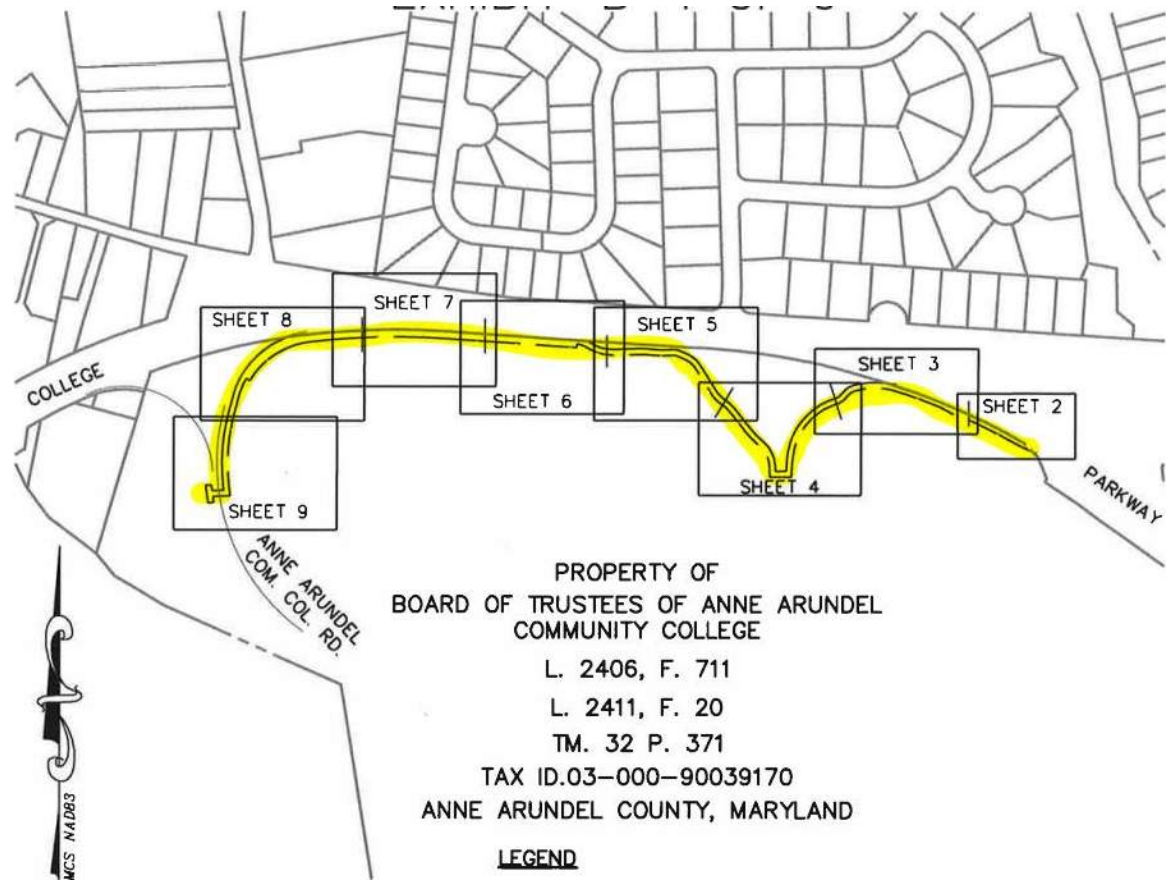 SHEET 7
SHEET 8
SHEET 5
SHEET 3
COLLEGE
SHEET 6
SHEET 2
SHEET 4
PARKWAY
SHEET 9
ANNE ARUNDEL
COM. COL. RD.
PROPERTY OF
BOARD OF TRUSTEES OF ANNE ARUNDEL
COMMUNITY COLLEGE
L. 2406, F. 711
L. 2411, F. 20
TM. 32 P. 371
TAX ID.03-000-90039170
ANNE ARUNDEL COUNTY, MARYLAND
MCS NAD83
LEGEND